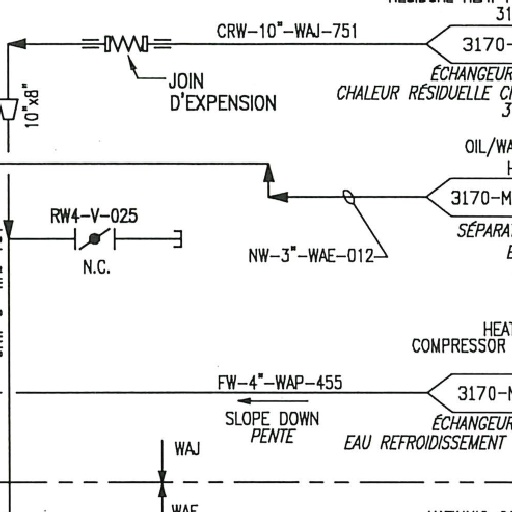 31
CRW-10"-WAJ-751
3170-
ÉCHANGEUR
CHALEUR RÉSIDUELLE
3
JOIN
D'EXPENSION
10"x8"
OIL/WA
H
3170-M
SÉPARAT
RW4-V-025
N.C.
NW-3"-WAE-012
HEAT
COMPRESSOR
FW-4"-WAP-455
3170-M
SLOPE DOWN
PENTE
ÉCHANGEUR
EAU REFROIDISSEMENT
WAJ
WAE